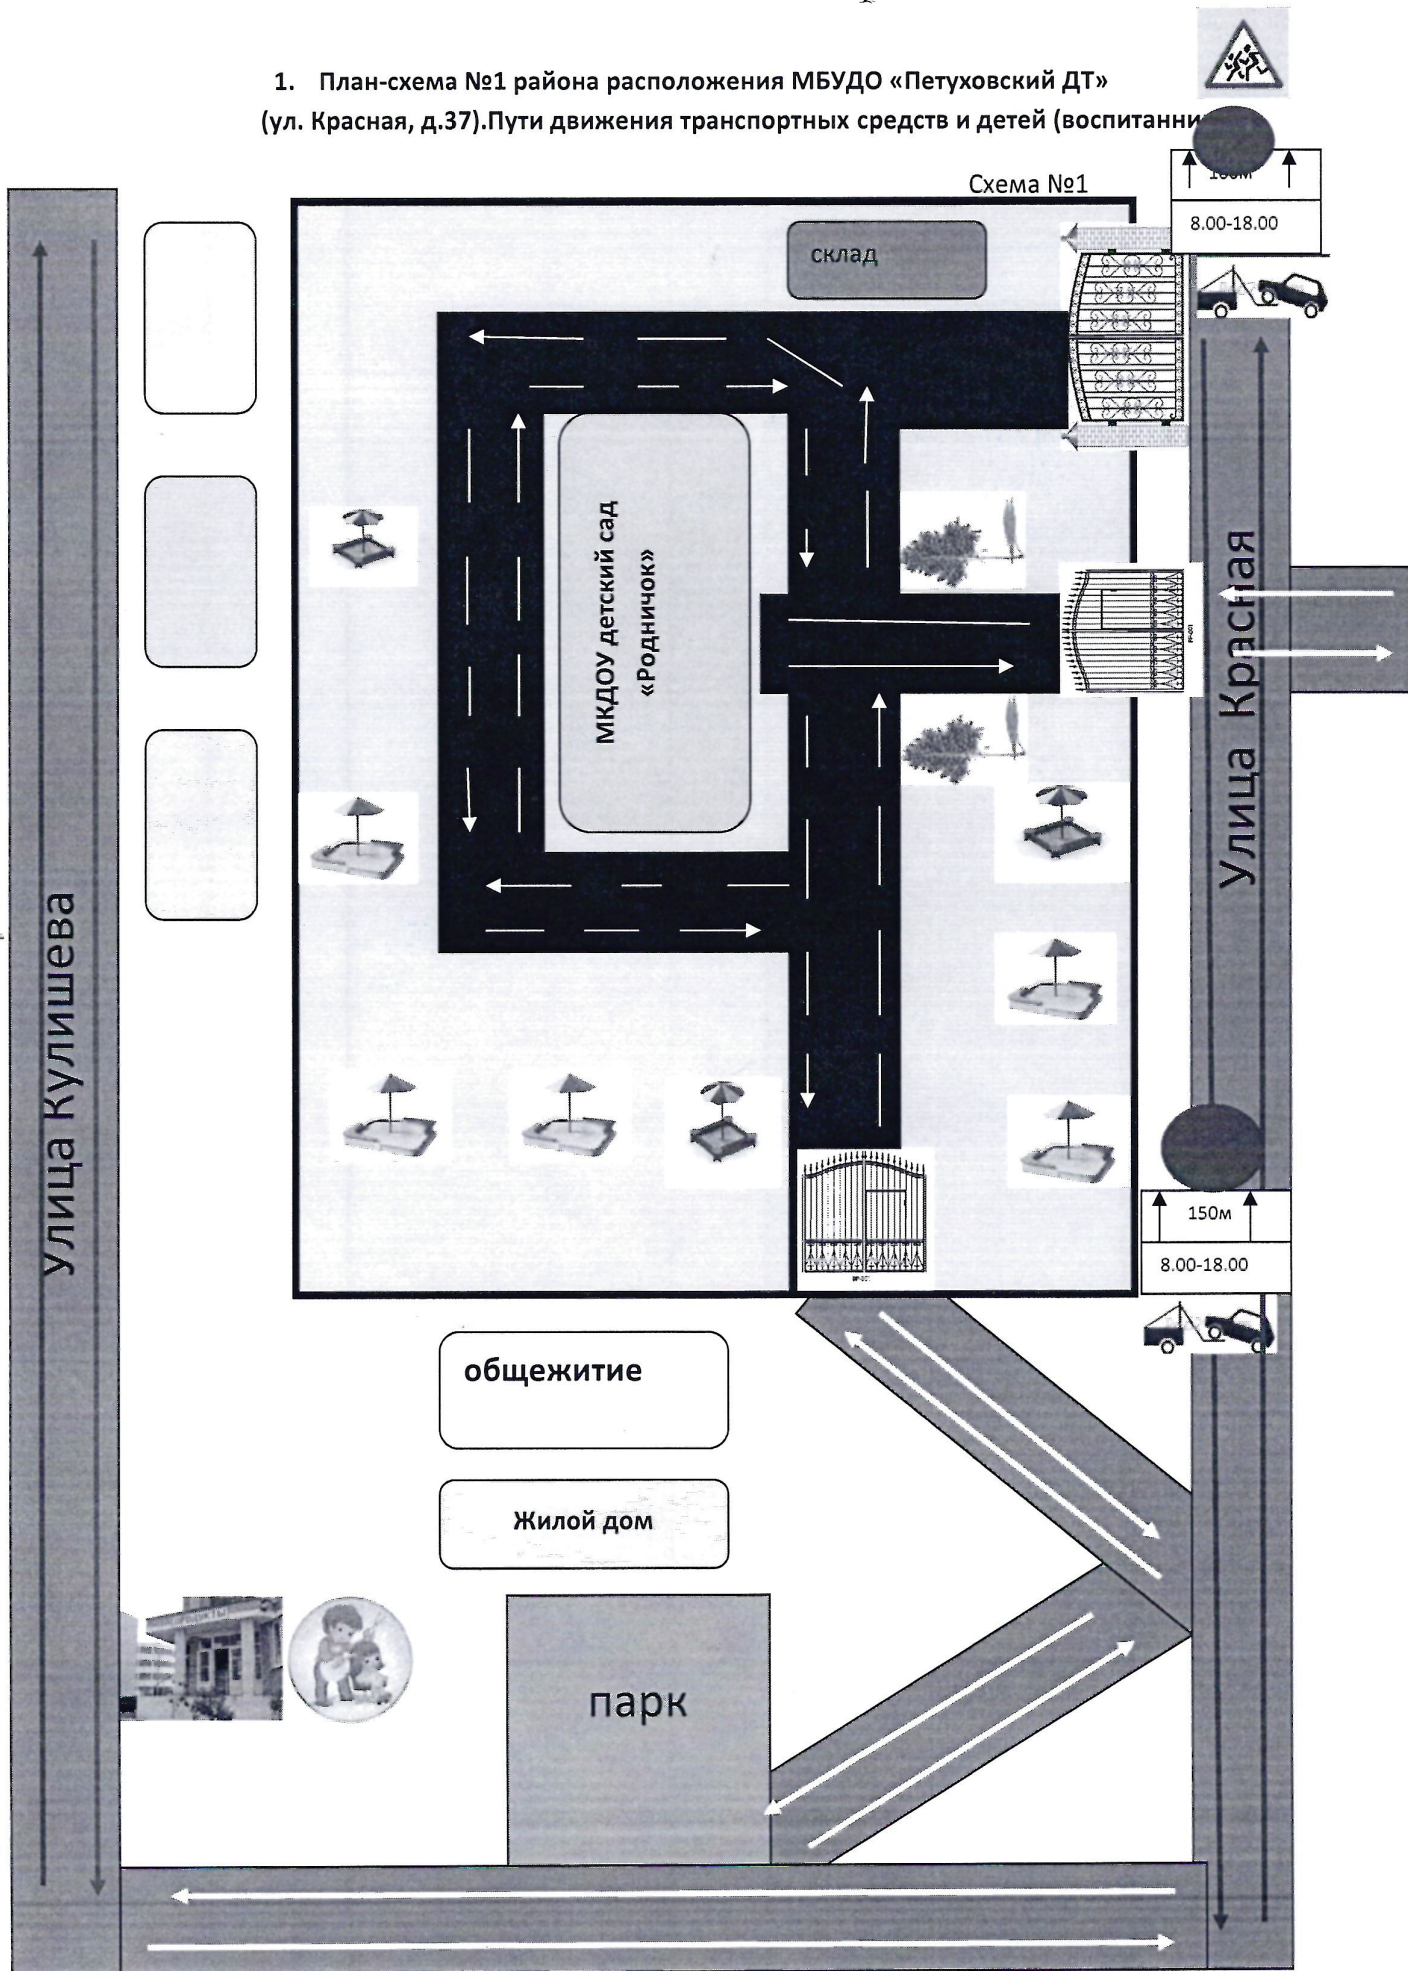 1. План-схема №1 района расположения МБУДО «Петуховский ДТ»
(ул. Красная, д.37).Пути движения транспортных средств и детей (воспитанни
Схема №1
8.00-18.00
склад
МКДОУ детский сад
«Родничок»
Улица Красная
Улица Кулишева
150м
8.00-18.00
общежитие
Жилой дом
парк